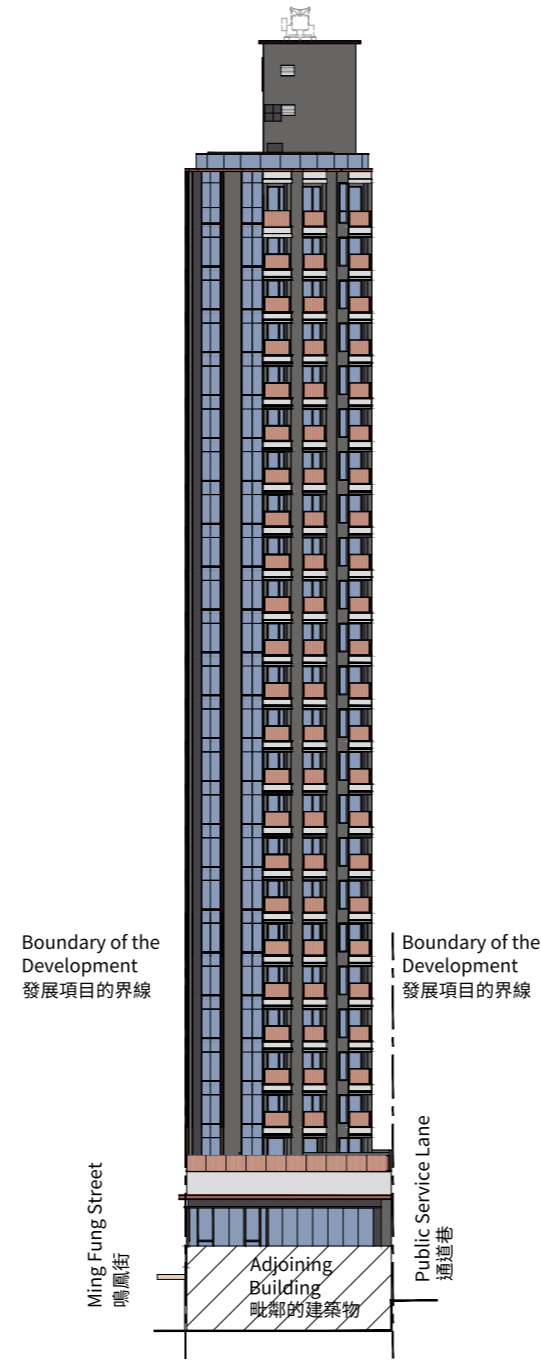 Boundary of the
Development
發展項目的界線
Boundary of the
Development
發展項目的界線
Ming Fung Street
鳴鳳街
Public Service Lane
通道巷
Adjoining
Building
毗鄰的建築物